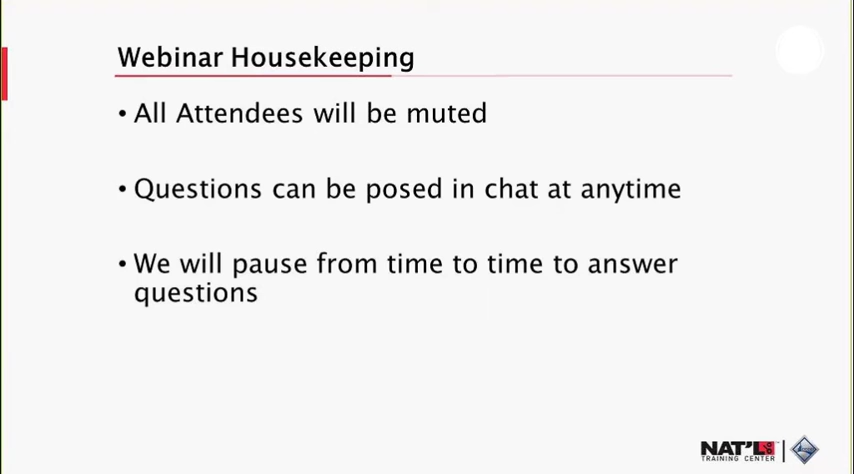 Webinar Housekeeping
• All Attendees will be muted
• Questions can be posed in chat at anytime
• We will pause from time to time to answer
questions
NAT'L
TRAINING CENTER